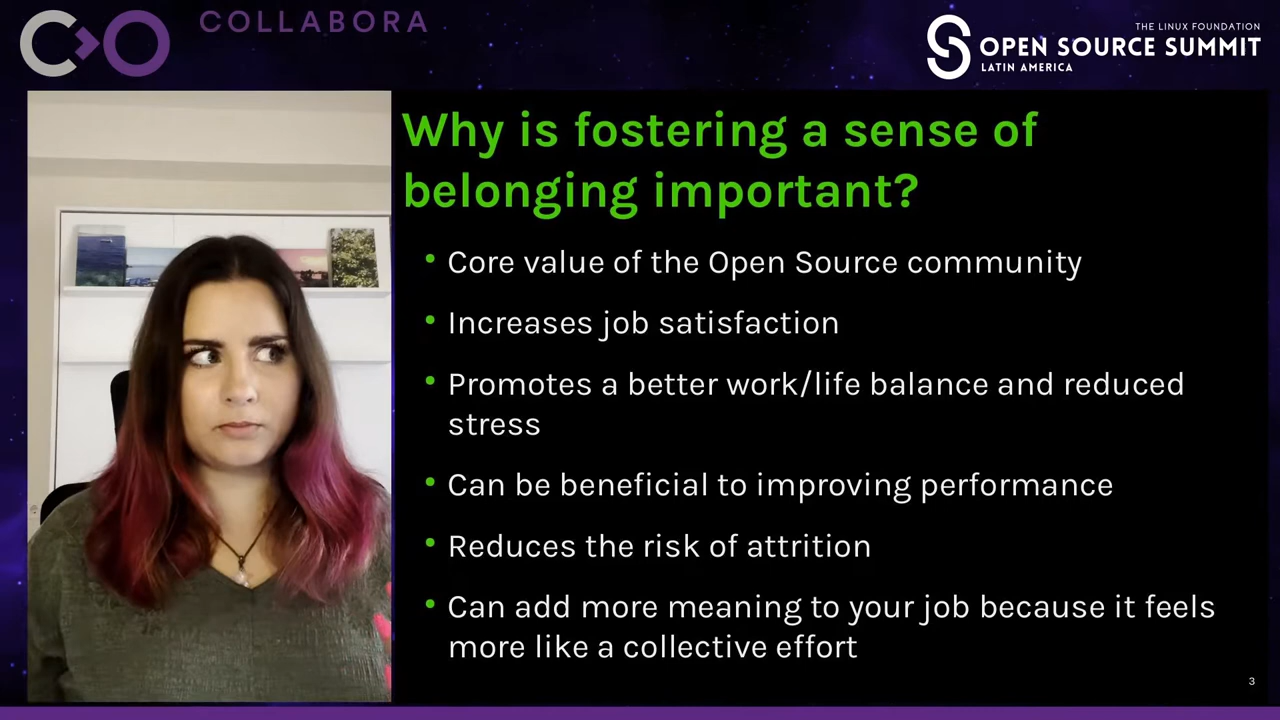 COLLABORA
THE LINUX FOUNDATION
OPEN SOURCE SUMMIT
LATIN AMERICA
Why is fostering a sense of
belonging important?
• Core value of the Open Source community
• Increases job satisfaction
• Promotes a better work/life balance and reduced
stress
• Can be beneficial to improving performance
• Reduces the risk of attrition
• Can add more meaning to your job because it feels
more like a collective effort
3